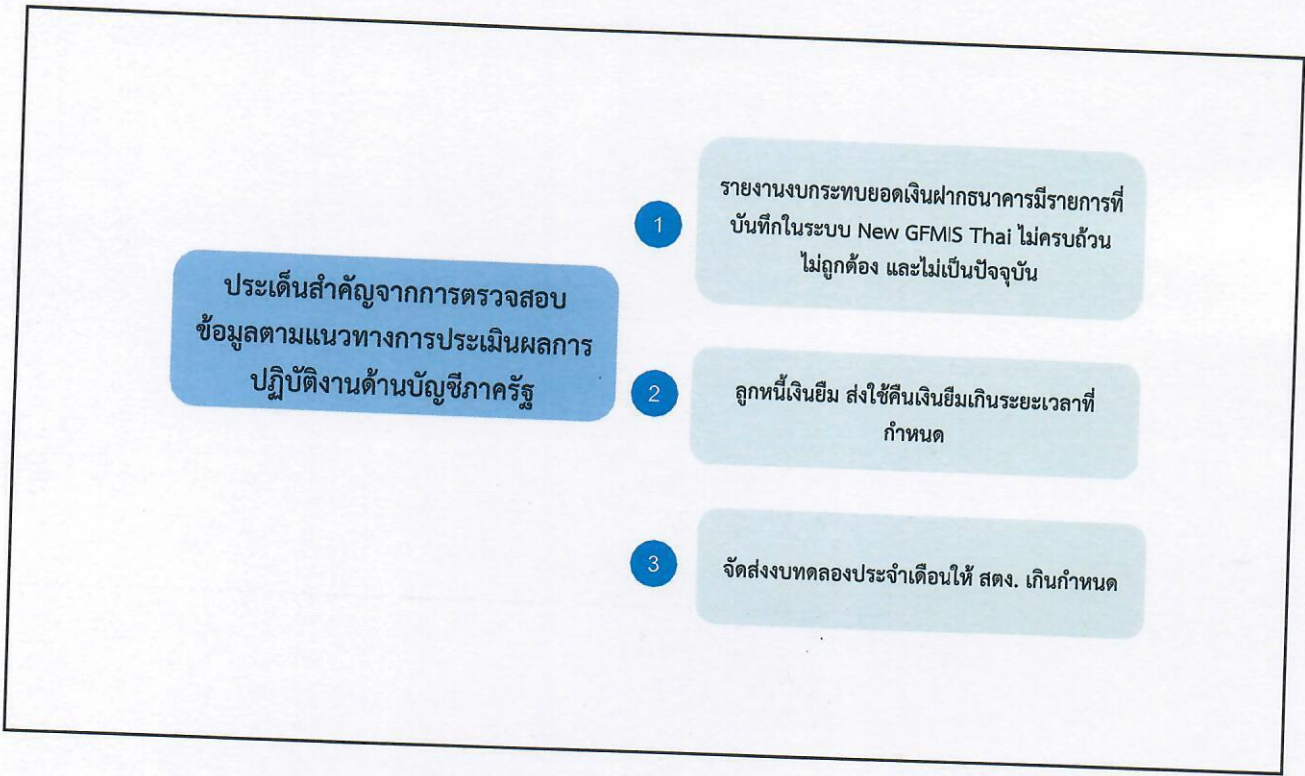 ประเด็นสำคัญจากการตรวจสอบ
ข้อมูลตามแนวทางการประเมินผลการ
ปฏิบัติงานด้านบัญชีภาครัฐ
1
รายงานงบกระทบยอดเงินฝากธนาคารมีรายการที่
บันทึกในระบบ New GFMIS Thai ไม่ครบถ้วน
ไม่ถูกต้อง และไม่เป็นปัจจุบัน
2
ลูกหนี้เงินยืม ส่งใช้คืนเงินยืมเกินระยะเวลาที่
กำหนด
3
จัดส่งงบทดลองประจำเดือนให้ สตง. เกินกำหนด